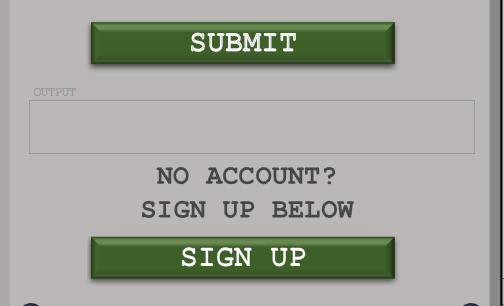 SUBMIT
OUTPUT
NO ACCOUNT?
SIGN UP BELOW
SIGN UP